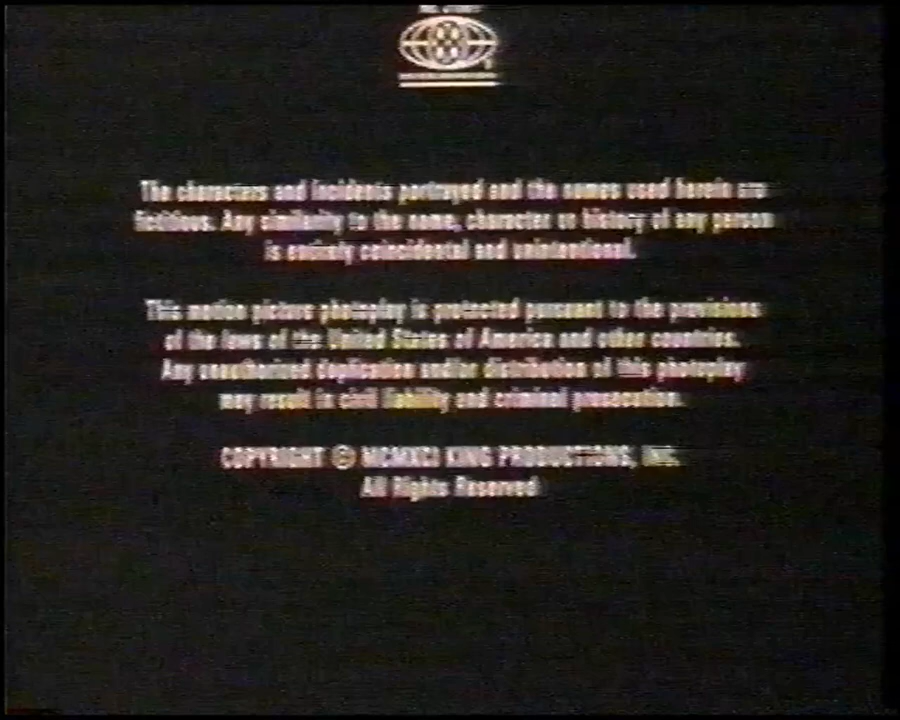 The characters and incidents portrayed and the names used herein are
fictitious. Any similarity to the name, character or history of any person
is entirely coincidental and unintentional.
This motion picture photoplay is protected pursuant to the provisions
of the laws of the United States of America and other countries.
Any unauthorized duplication and/or distribution of this photoplay
may result in civil liability and criminal prosecution.
COPYRIGHT © MCMXCI KING PRODUCTIONS, INC.
All Rights Reserved